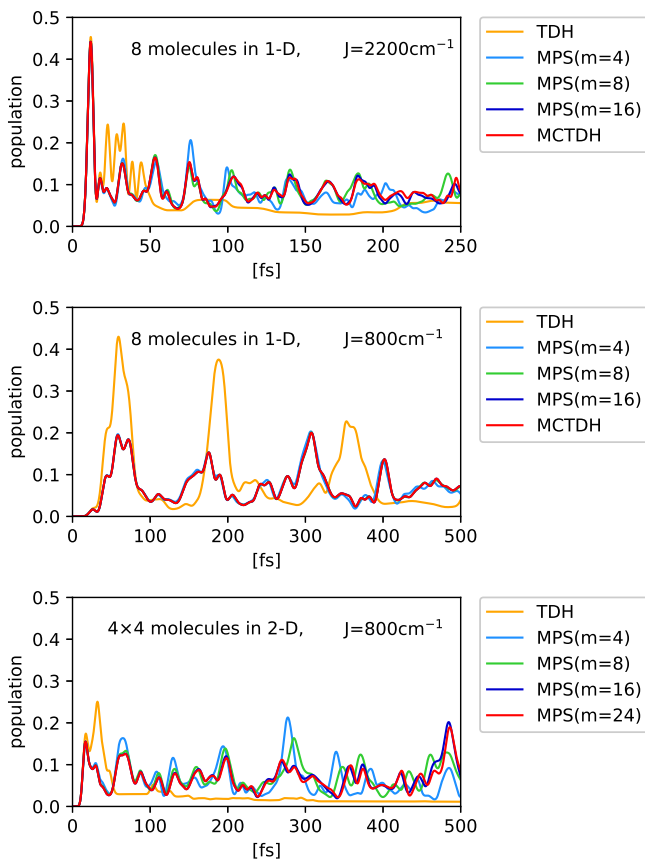 8 molecules in 1-D, J=2200cm⁻¹
population
0.5
0.4
0.3
0.2
0.1
0.0
0 50 100 150 200 250
[fs]
TDH
MPS(m=4)
MPS(m=8)
MPS(m=16)
MCTDH
8 molecules in 1-D, J=800cm⁻¹
population
0.5
0.4
0.3
0.2
0.1
0.0
0 100 200 300 400 500
[fs]
TDH
MPS(m=4)
MPS(m=8)
MPS(m=16)
MCTDH
4×4 molecules in 2-D, J=800cm⁻¹
population
0.5
0.4
0.3
0.2
0.1
0.0
0 100 200 300 400 500
[fs]
TDH
MPS(m=4)
MPS(m=8)
MPS(m=16)
MPS(m=24)